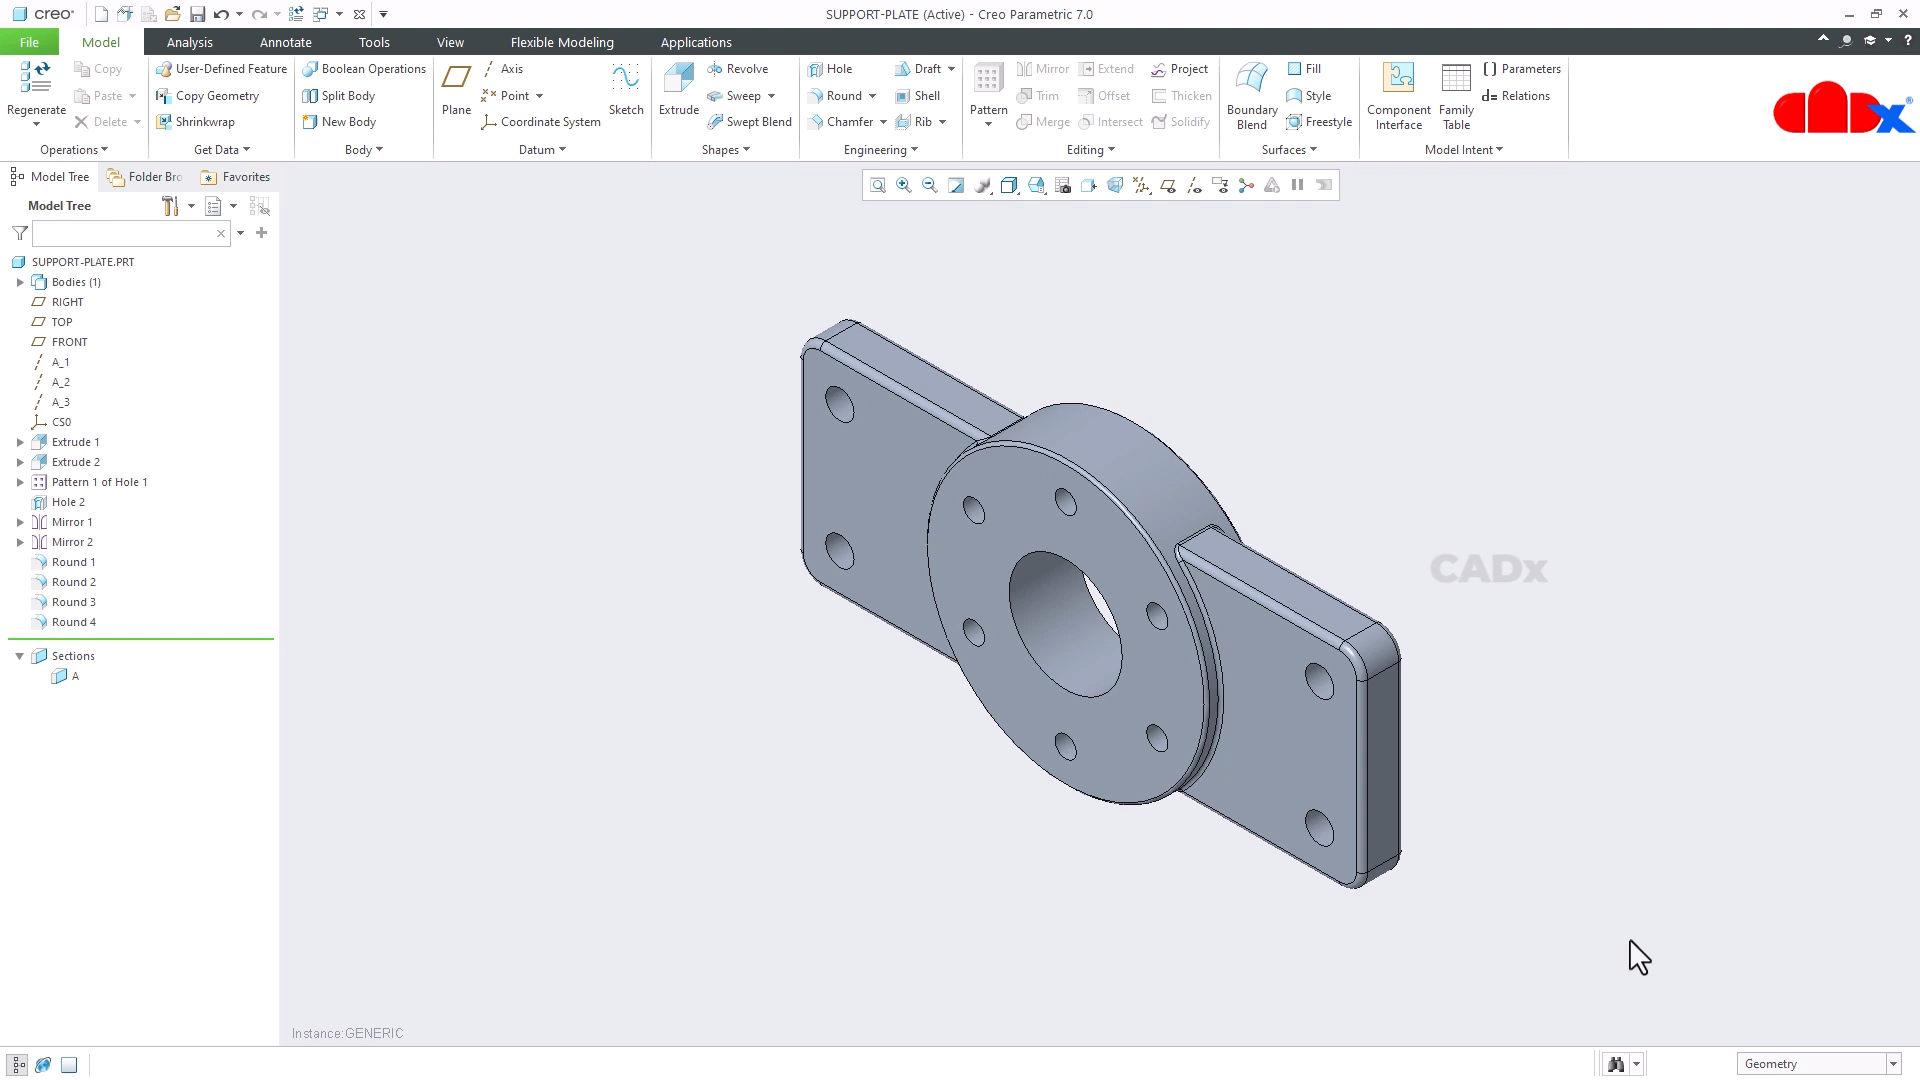 creo
SUPPORT-PLATE (Active) - Creo Parametric 7.0
File Model Analysis Annotate Tools View Flexible Modeling Applications
Regenerate
Copy
Paste
Delete
Operations
User-Defined Feature
Copy Geometry
Shrinkwrap
Get Data
Boolean Operations
Split Body
New Body
Body
Plane
Axis
Point
Coordinate System
Sketch
Datum
Extrude
Revolve
Sweep
Swept Blend
Shapes
Hole
Round
Chamfer
Draft
Shell
Rib
Engineering
Pattern
Mirror
Trim
Merge
Extend
Offset
Intersect
Project
Thicken
Solidify
Editing
Boundary
Blend
Fill
Style
Freestyle
Surfaces
Component
Interface
Family
Table
Parameters
d= Relations
Model Intent
CADx®
Model Tree Folder Bro Favorites
Model Tree
SUPPORT-PLATE.PRT
Bodies (1)
RIGHT
TOP
FRONT
A_1
A_2
A_3
CS0
Extrude 1
Extrude 2
Pattern 1 of Hole 1
Hole 2
Mirror 1
Mirror 2
Round 1
Round 2
Round 3
Round 4
Sections
A
CADx
Instance:GENERIC
Geometry